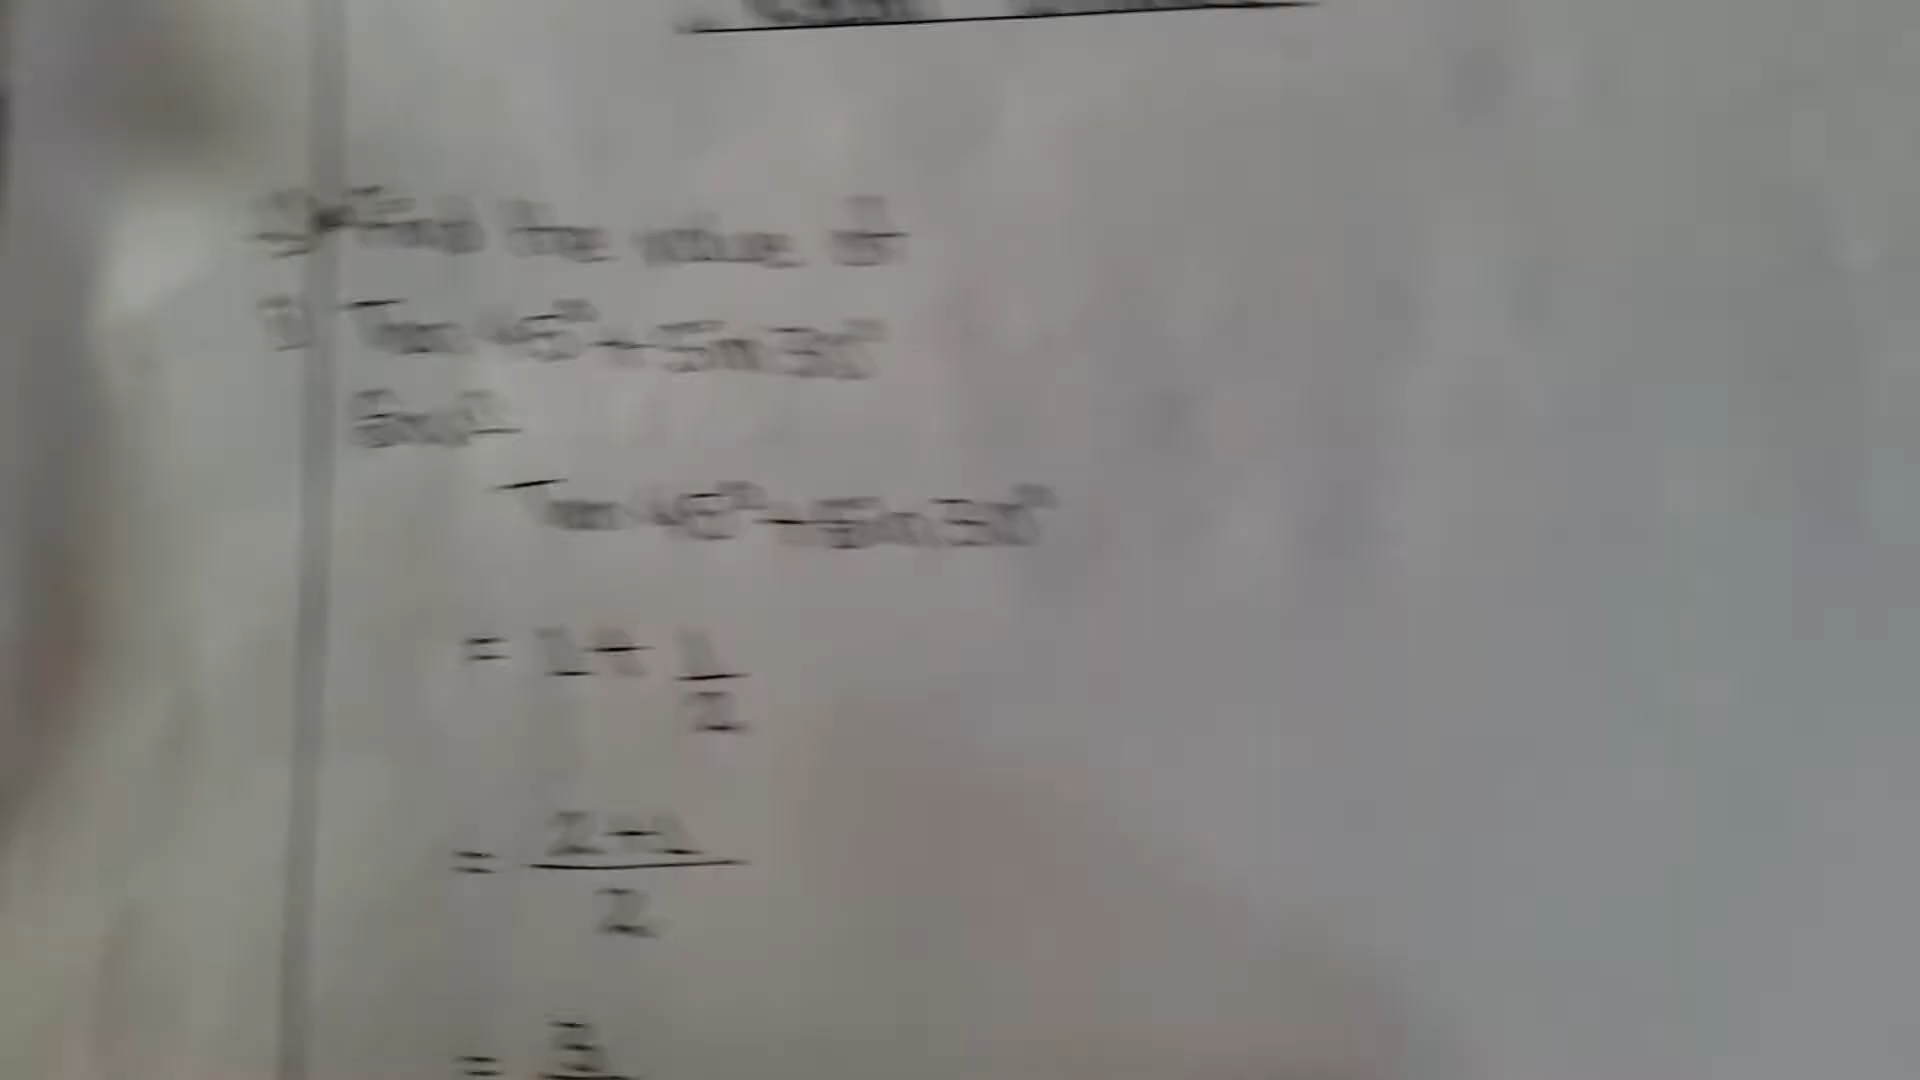 Find the value of
Tan 45° + Sin 30°
Solⁿ
Tan 45° + Sin 30°
= 1 + 1/2
= 2+1/2
= 3